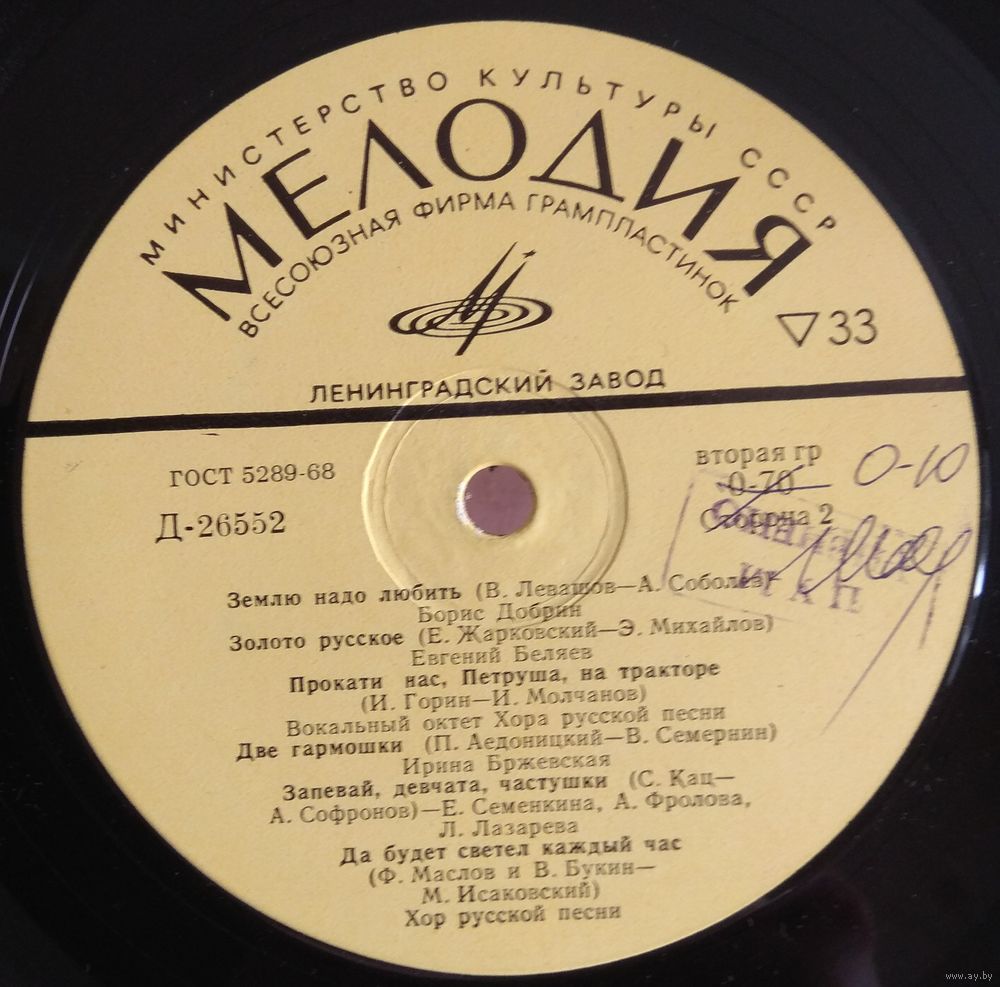 МИНИСТЕРСТВО КУЛЬТУРЫ СССР
МЕЛОДИЯ
ВСЕСОЮЗНАЯ ФИРМА ГРАМПЛАСТИНОК
▽33
ЛЕНИНГРАДСКИЙ ЗАВОД
ГОСТ 5289-68
вторая гр
0-70
0-10
Д-26552
Сторона 2
Землю надо любить (В. Левашов—А. Соболев)
Борис Добрин
Золото русское (Е. Жарковский—Э. Михайлов)
Евгений Беляев
Прокати нас, Петруша, на тракторе
(И. Горин—И. Молчанов)
Вокальный октет Хора русской песни
Две гармошки (П. Аедоницкий—В. Семернин)
Ирина Бржевская
Запевай, девчата, частушки (С. Кац—
А. Софронов)—Е. Семенкина, А. Фролова,
Л. Лазарева
Да будет светел каждый час
(Ф. Маслов и В. Букин—
М. Исаковский)
Хор русской песни
www.ay.by